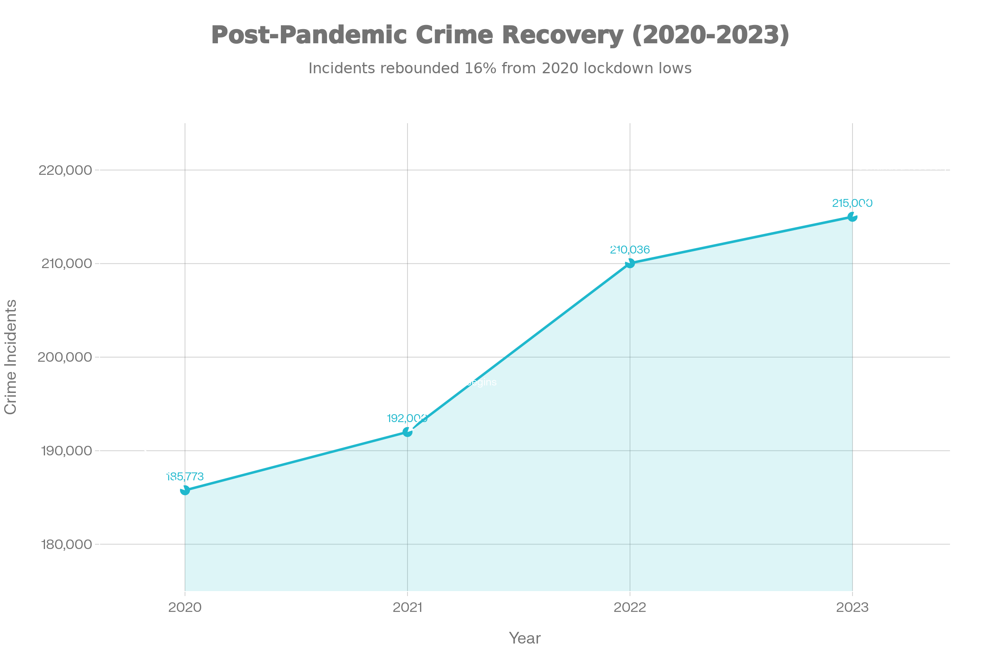 Post-Pandemic Crime Recovery (2020-2023)
Incidents rebounded 16% from 2020 lockdown lows
220,000
215,000
210,036
210,000
Crime Incidents
200,000
begins
192,000
190,000
185,773
180,000
2020
2021
2022
2023
Year